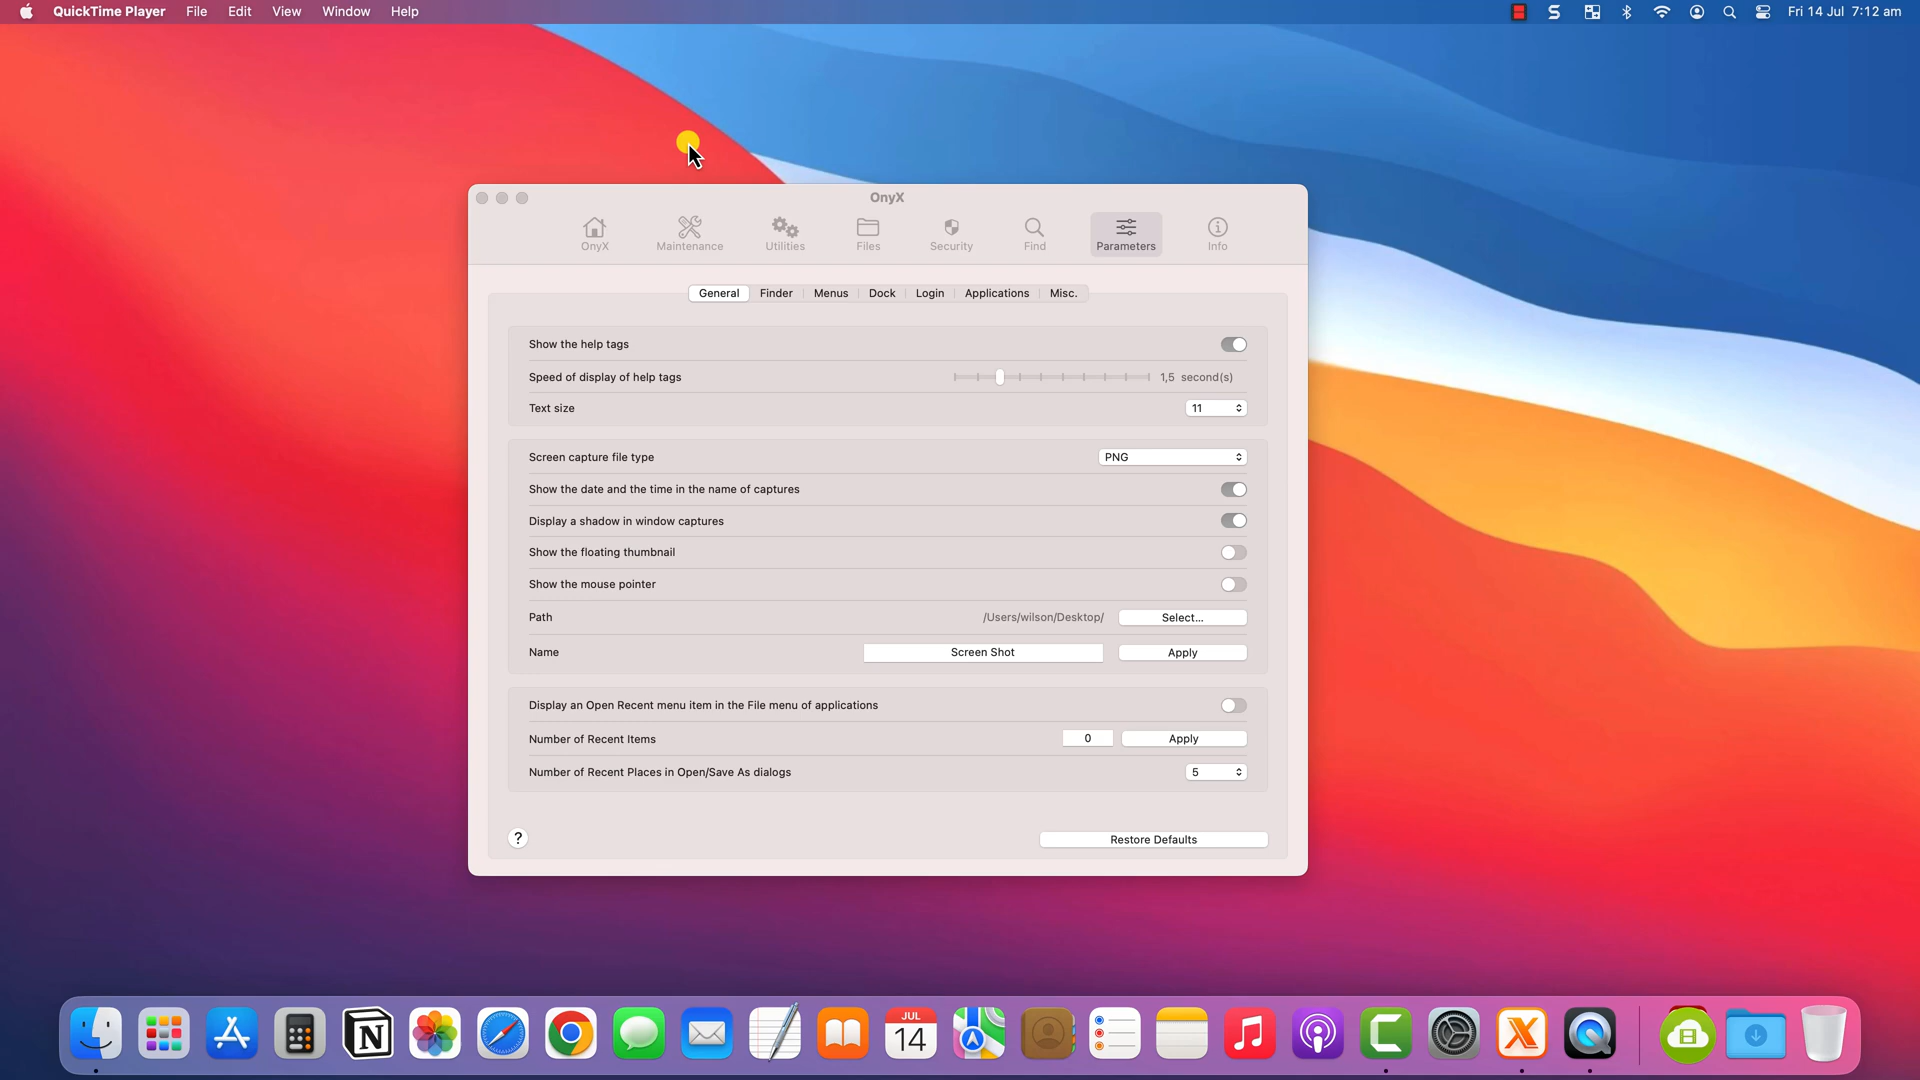 QuickTime Player File Edit View Window Help Fri 14 Jul 7:12 am
OnyX
OnyX Maintenance Utilities Files Security Find Parameters Info
General Finder Menus Dock Login Applications Misc.
Show the help tags
Speed of display of help tags 1,5 second(s)
Text size 11
Screen capture file type PNG
Show the date and the time in the name of captures
Display a shadow in window captures
Show the floating thumbnail
Show the mouse pointer
Path /Users/wilson/Desktop/ Select...
Name Screen Shot Apply
Display an Open Recent menu item in the File menu of applications
Number of Recent Items 0 Apply
Number of Recent Places in Open/Save As dialogs 5
? Restore Defaults
JUL
14